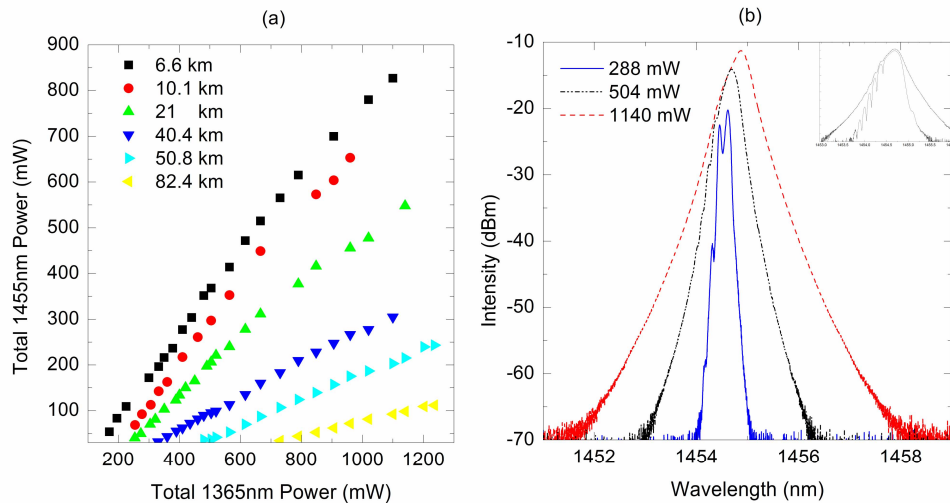 (a)
900
800
700
600
500
400
300
200
100
Total 1455nm Power (mW)
6.6 km
10.1 km
21 km
40.4 km
50.8 km
82.4 km
200 400 600 800 1000 1200
Total 1365nm Power (mW)
(b)
-10
-20
-30
-40
-50
-60
-70
Intensity (dBm)
288 mW
504 mW
1140 mW
1452 1454 1456 1458
Wavelength (nm)